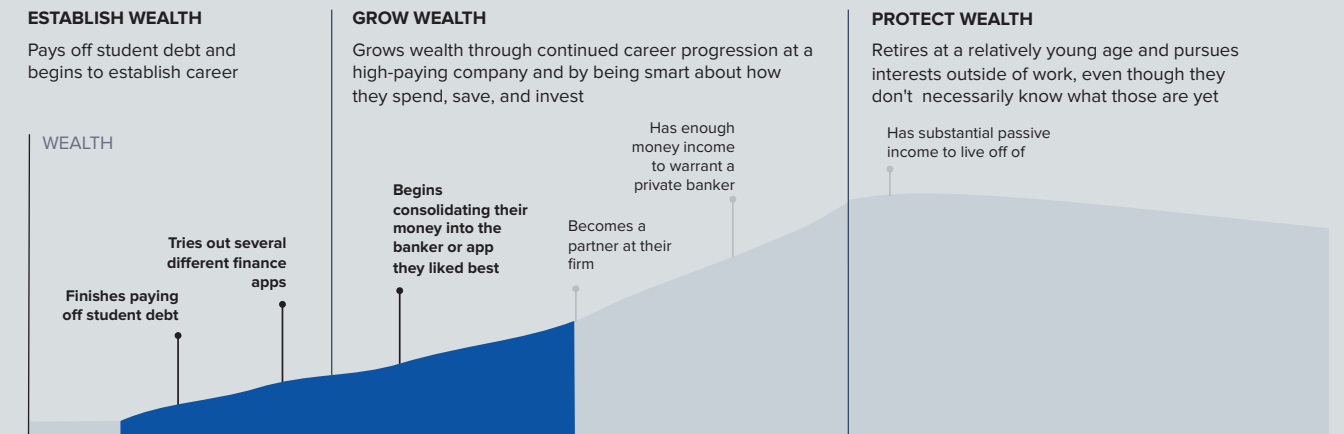 ESTABLISH WEALTH
Pays off student debt and
begins to establish career
GROW WEALTH
Grows wealth through continued career progression at a
high-paying company and by being smart about how
they spend, save, and invest
PROTECT WEALTH
Retires at a relatively young age and pursues
interests outside of work, even though they
don't necessarily know what those are yet
WEALTH
Finishes paying
off student debt
Tries out several
different finance
apps
Begins
consolidating their
money into the
banker or app
they liked best
Becomes a
partner at their
firm
Has enough
money income
to warrant a
private banker
Has substantial passive
income to live off of